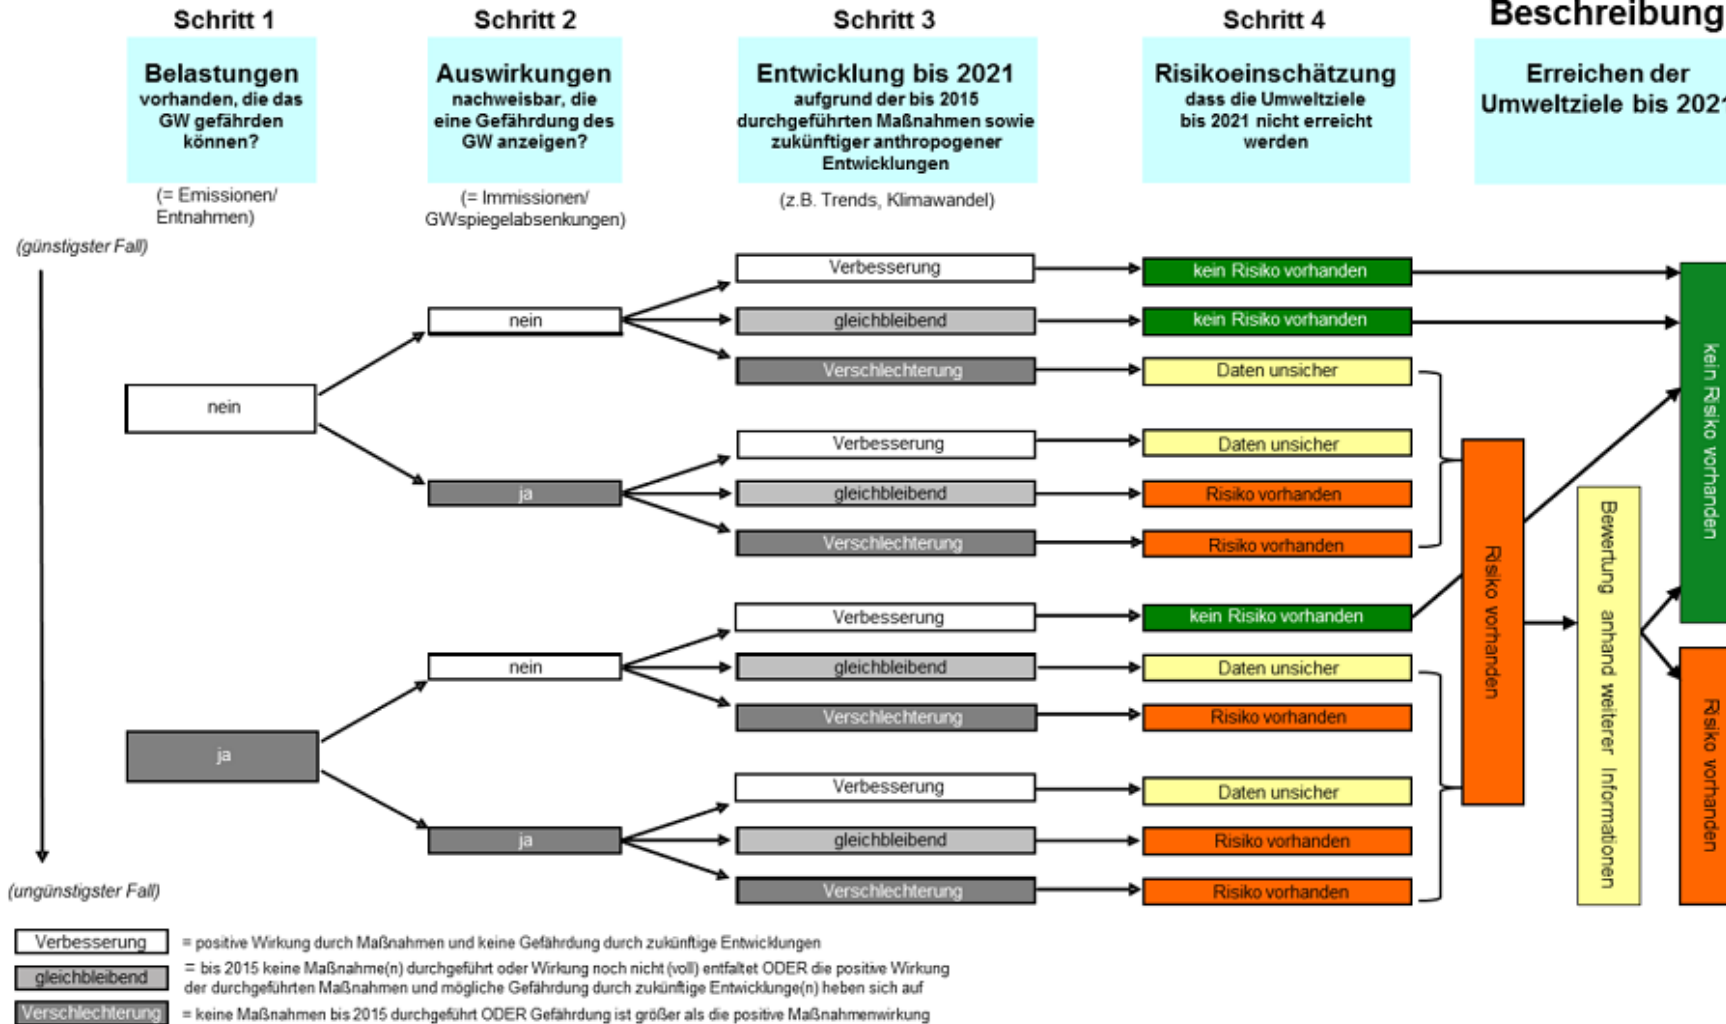 Schritt 1
Schritt 2
Schritt 3
Schritt 4
Beschreibung
Belastungen
vorhanden, die das
GW gefährden
können?
(= Emissionen/
Entnahmen)
Auswirkungen
nachweisbar, die
eine Gefährdung des
GW anzeigen?
(= Immissionen/
GWspiegelabsenkungen)
Entwicklung bis 2021
aufgrund der bis 2015
durchgeführten Maßnahmen sowie
zukünftiger anthropogener
Entwicklungen
(z.B. Trends, Klimawandel)
Risikoeinschätzung
dass die Umweltziele
bis 2021 nicht erreicht
werden
Erreichen der
Umweltziele bis 2021
(günstigster Fall)
nein
nein
Verbesserung
kein Risiko vorhanden
gleichbleibend
kein Risiko vorhanden
Verschlechterung
Daten unsicher
ja
Verbesserung
Daten unsicher
gleichbleibend
Risiko vorhanden
Verschlechterung
Risiko vorhanden
ja
nein
Verbesserung
kein Risiko vorhanden
gleichbleibend
Daten unsicher
Verschlechterung
Risiko vorhanden
ja
Verbesserung
Daten unsicher
gleichbleibend
Risiko vorhanden
Verschlechterung
Risiko vorhanden
Risiko vorhanden
Bewertung anhand weiterer Informationen
kein Risiko vorhanden
Risiko vorhanden
(ungünstigster Fall)
Verbesserung = positive Wirkung durch Maßnahmen und keine Gefährdung durch zukünftige Entwicklungen
gleichbleibend = bis 2015 keine Maßnahme(n) durchgeführt oder Wirkung noch nicht (voll) entfaltet ODER die positive Wirkung
der durchgeführten Maßnahmen und mögliche Gefährdung durch zukünftige Entwicklunge(n) heben sich auf
Verschlechterung = keine Maßnahmen bis 2015 durchgeführt ODER Gefährdung ist größer als die positive Maßnahmenwirkung